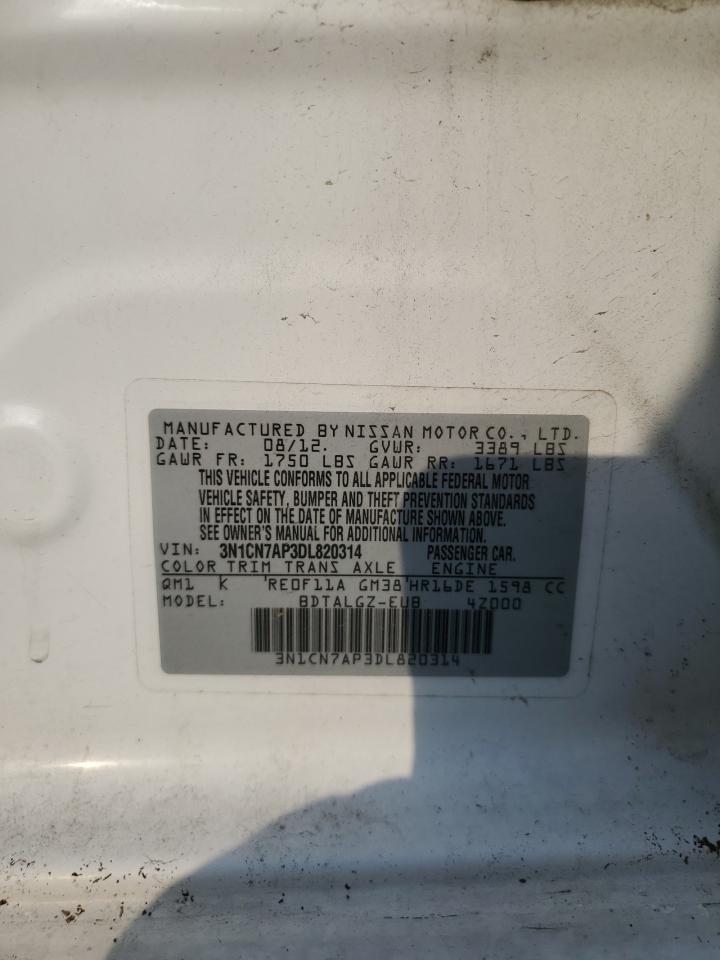 MANUFACTURED BY NISSAN MOTOR CO., LTD.
DATE: 08/12. GVWR: 3389 LBS
GAWR FR: 1750 LBS GAWR RR: 1671 LBS
THIS VEHICLE CONFORMS TO ALL APPLICABLE FEDERAL MOTOR
VEHICLE SAFETY, BUMPER AND THEFT PREVENTION STANDARDS
IN EFFECT ON THE DATE OF MANUFACTURE SHOWN ABOVE.
SEE OWNER'S MANUAL FOR ADDITIONAL INFORMATION.
VIN: 3N1CN7AP3DL820314 PASSENGER CAR.
COLOR TRIM TRANS AXLE ENGINE
QM1 K RE0F11A GM38 HR16DE 1598 CC
MODEL: BDTALGZ-EUB 4Z000
3N1CN7AP3DL820314